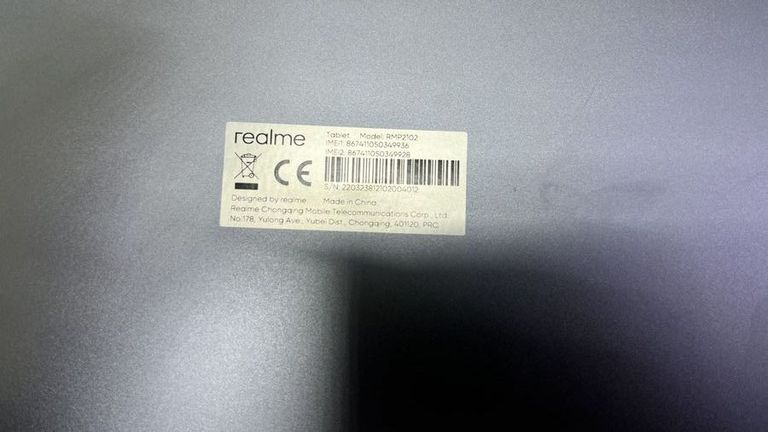 realme
Tablet Model: RMP2102
IMEI1: 867411050349936
IMEI2: 867411050349928
CE
S/N: 220323812102004012
Designed by realme Made in China
Realme Chongqing Mobile Telecommunications Corp., Ltd.
No.178, Yulong Ave., Yubei Dist., Chongqing, 401120, PRC